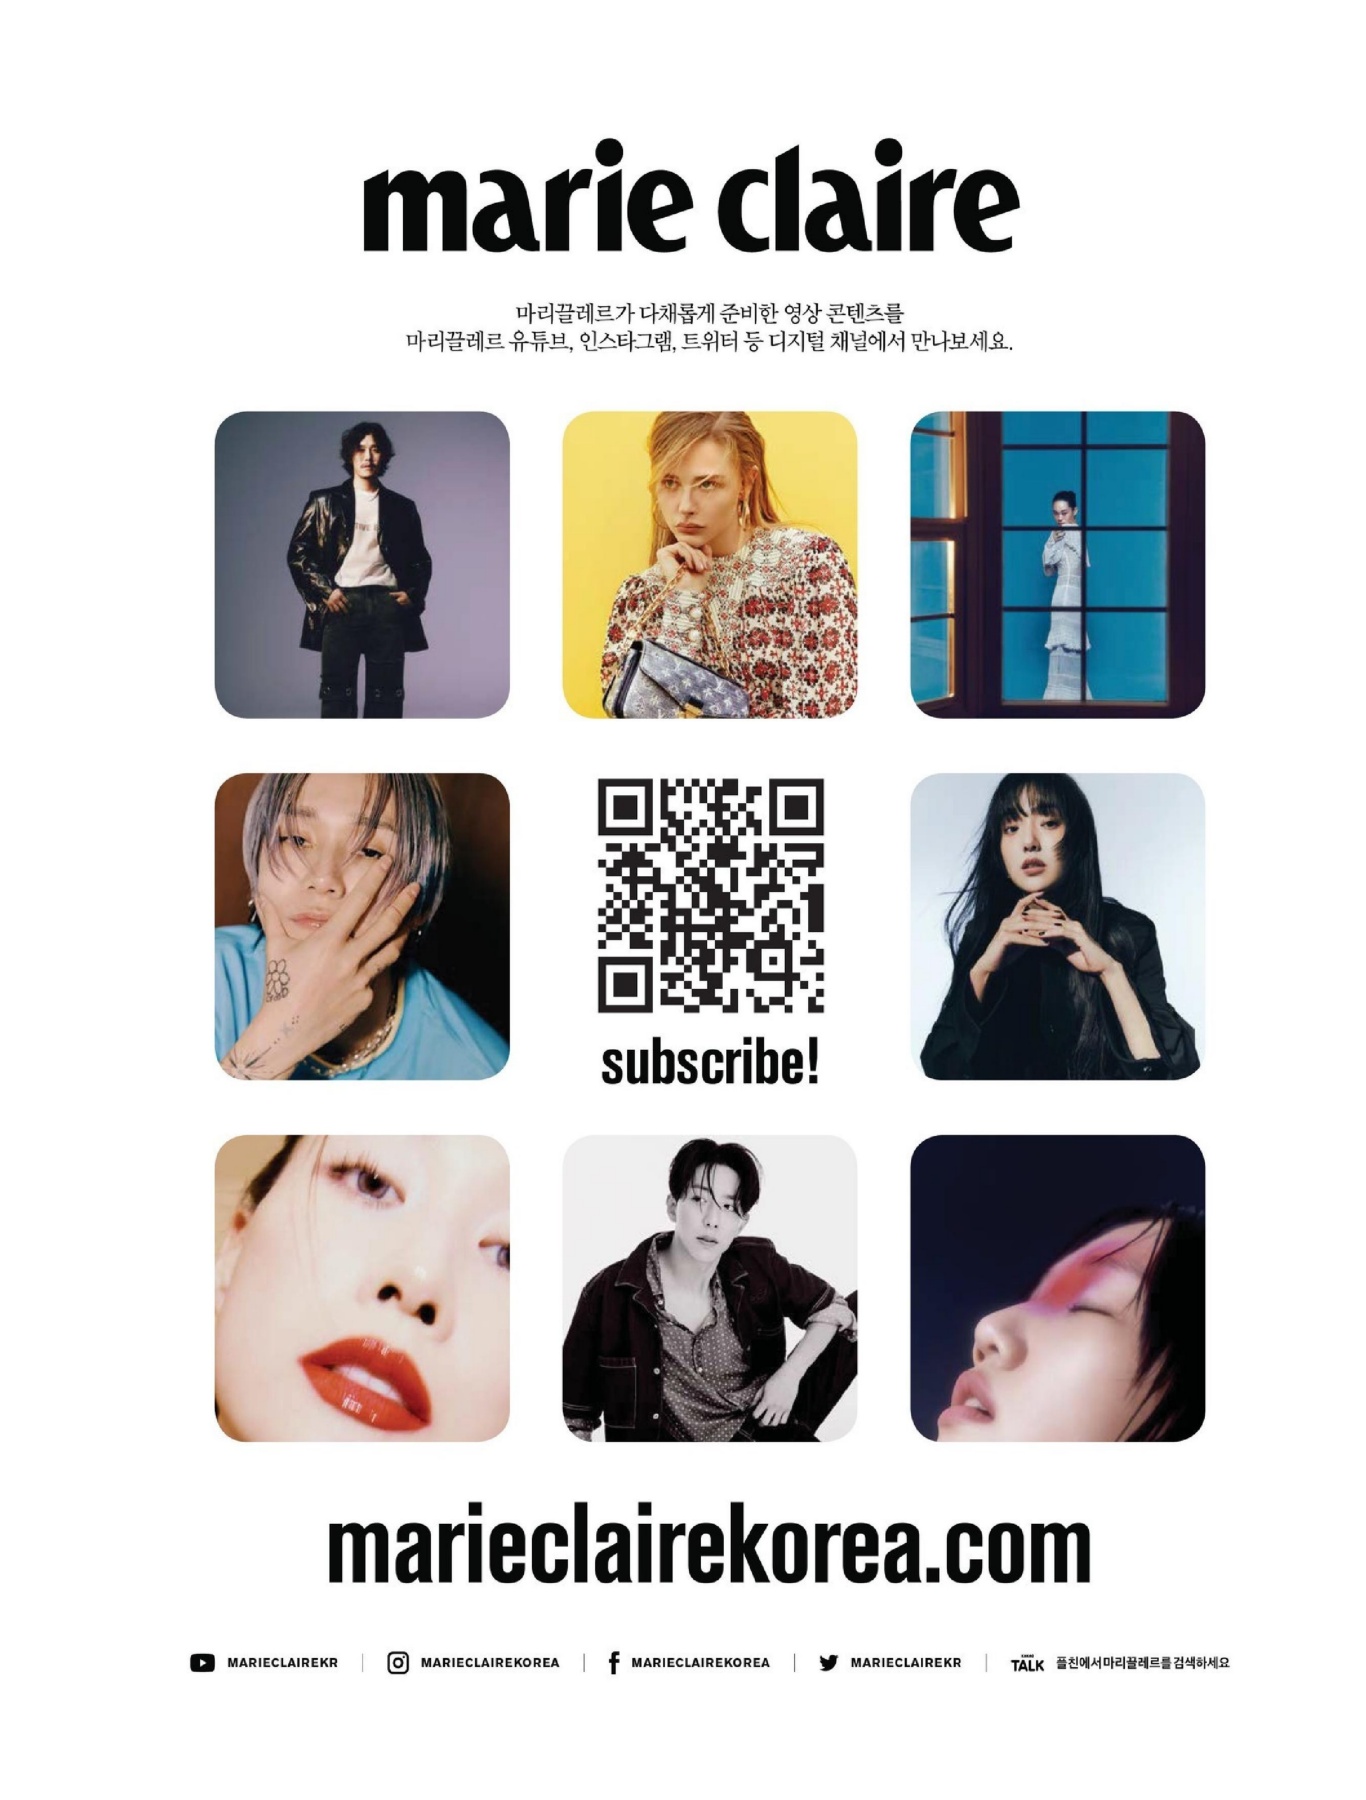 marie claire
마리끌레르가 다채롭게 준비한 영상 콘텐츠를
마리끌레르 유튜브, 인스타그램, 트위터 등 디지털 채널에서 만나보세요.
subscribe!
marieclairekorea.com
MARIECLAIREKR
MARIECLAIREKOREA
MARIECLAIREKOREA
MARIECLAIREKR
TALK 플친에서 마리끌레르를 검색하세요